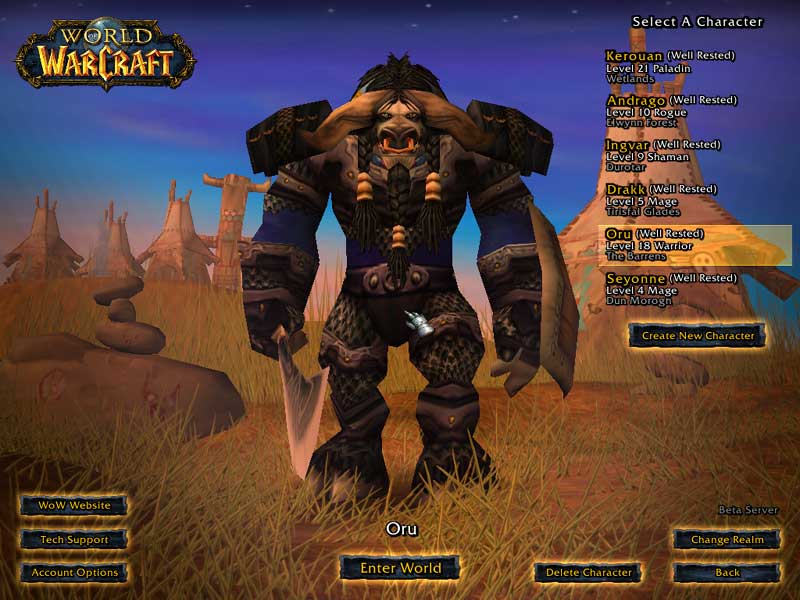 WORLD
OF
WARCRAFT
Select A Character
Kerouan (Well Rested)
Level 21 Paladin
Wetlands
Andrago (Well Rested)
Level 10 Rogue
Elwynn Forest
Ingvar (Well Rested)
Level 9 Shaman
Durotar
Drakk (Well Rested)
Level 5 Mage
Tirisfal Glades
Oru (Well Rested)
Level 18 Warrior
The Barrens
Seyonne (Well Rested)
Level 4 Mage
Dun Morogh
Create New Character
WoW Website
Tech Support
Account Options
Oru
Enter World
Beta Server
Change Realm
Delete Character
Back